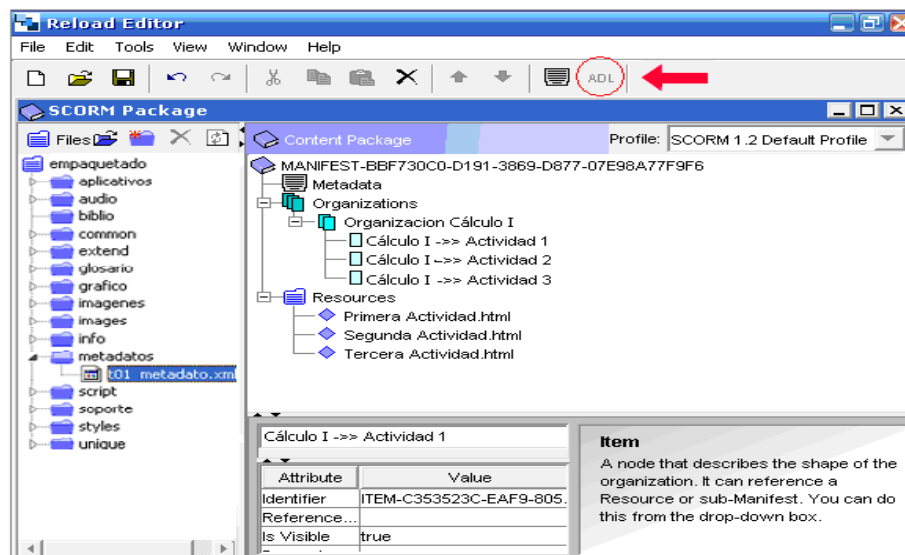 Reload Editor
File Edit Tools View Window Help
ADL
SCORM Package
Files
Content Package
Profile: SCORM 1.2 Default Profile
empaquetado
aplicativos
audio
biblio
common
extend
glosario
grafico
imagenes
images
info
metadatos
t01_metadato.xml
script
soporte
styles
unique
MANIFEST-BBF730C0-D191-3869-D877-07E98A77F9F6
Metadata
Organizations
Organizacion Cálculo I
Cálculo I ->> Actividad 1
Cálculo I ->> Actividad 2
Cálculo I ->> Actividad 3
Resources
Primera Actividad.html
Segunda Actividad.html
Tercera Actividad.html
Cálculo I ->> Actividad 1
Attribute Value
Identifier ITEM-C353523C-EAF9-805.
Reference...
Is Visible true
Item
A node that describes the shape of the
organization. It can reference a
Resource or sub-Manifest. You can do
this from the drop-down box.